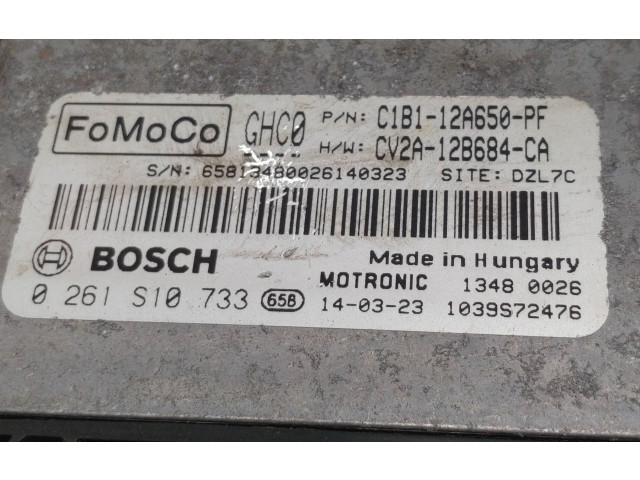 FoMoCo GHC0 P/N: C1B1-12A650-PF
H/W: CV2A-12B684-CA
S/N: 65813480026140323 SITE: DZL7C
BOSCH Made in Hungary
MOTRONIC 1348 0026
0 261 S10 733 658 14-03-23 1039S72476